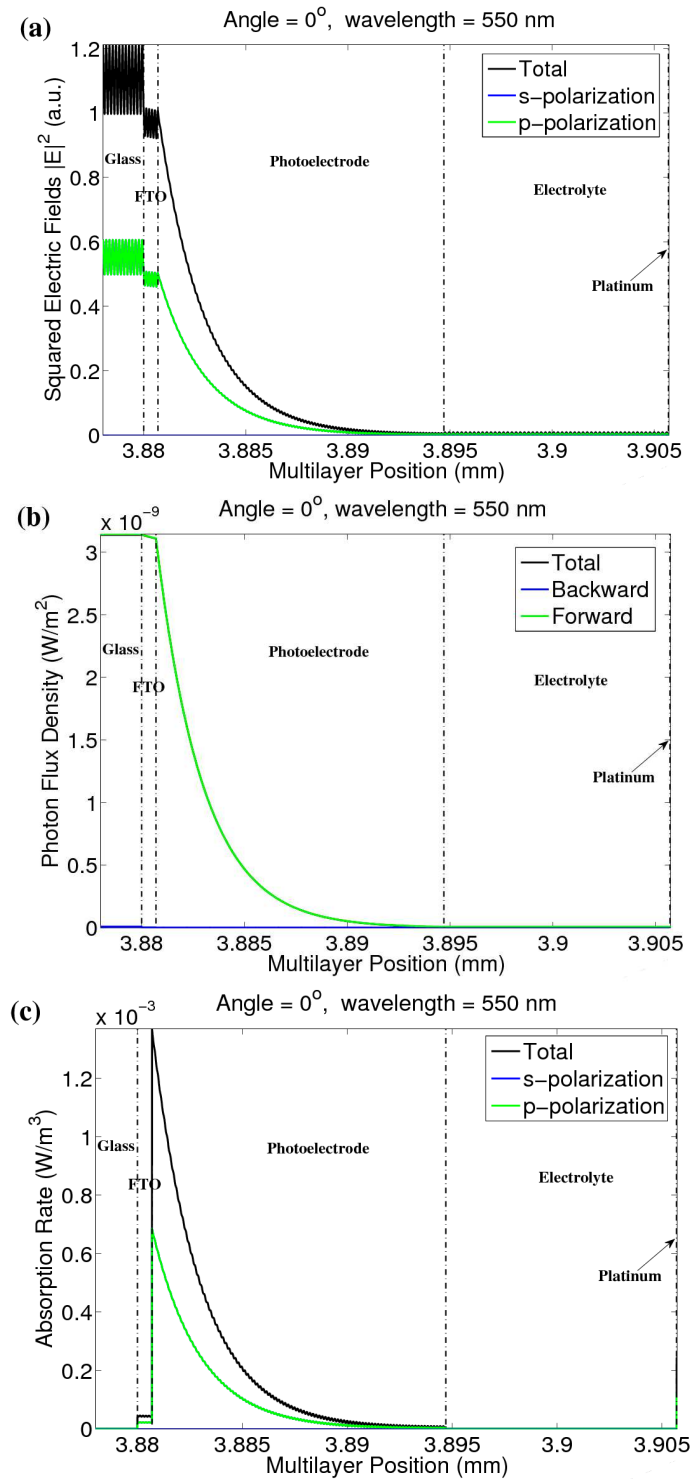 (a)
Angle = 0°, wavelength = 550 nm
Squared Electric Fields |E|² (a.u.)
1.2
1
0.8
0.6
0.4
0.2
0
Total
s-polarization
p-polarization
Glass
FTO
Photoelectrode
Electrolyte
Platinum
3.88
3.885
3.89
3.895
3.9
3.905
Multilayer Position (mm)
(b)
x 10⁻⁹
Angle = 0°, wavelength = 550 nm
Photon Flux Density (W/m²)
3
2.5
2
1.5
1
0.5
0
Total
Backward
Forward
Glass
FTO
Photoelectrode
Electrolyte
Platinum
3.88
3.885
3.89
3.895
3.9
3.905
Multilayer Position (mm)
(c)
x 10⁻³
Angle = 0°, wavelength = 550 nm
Absorption Rate (W/m³)
1.2
1
0.8
0.6
0.4
0.2
0
Total
s-polarization
p-polarization
Glass
FTO
Photoelectrode
Electrolyte
Platinum
3.88
3.885
3.89
3.895
3.9
3.905
Multilayer Position (mm)